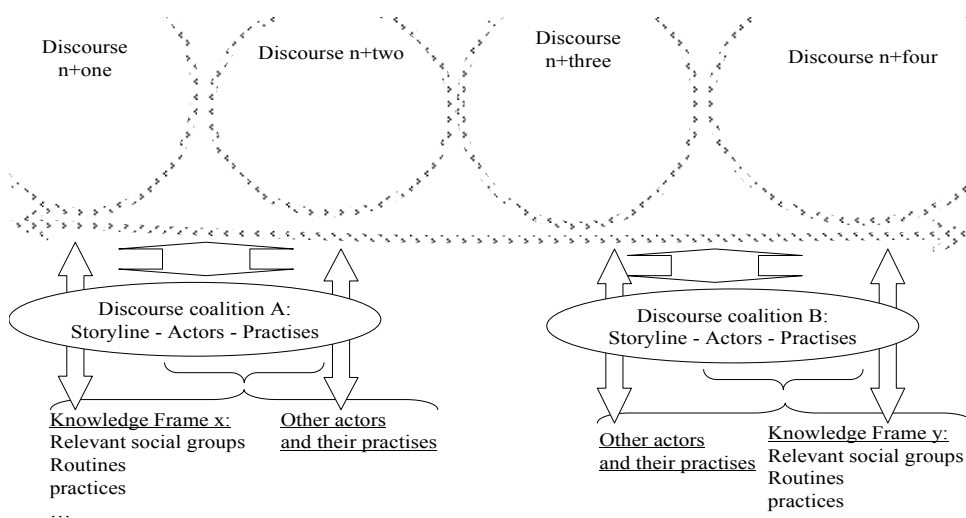 Discourse
n+one
Discourse n+two
Discourse
n+three
Discourse n+four
Discourse coalition A:
Storyline - Actors - Practises
Discourse coalition B:
Storyline - Actors - Practises
Knowledge Frame x:
Relevant social groups
Routines
practices
…
Other actors
and their practises
Other actors
and their practises
Knowledge Frame y:
Relevant social groups
Routines
practices